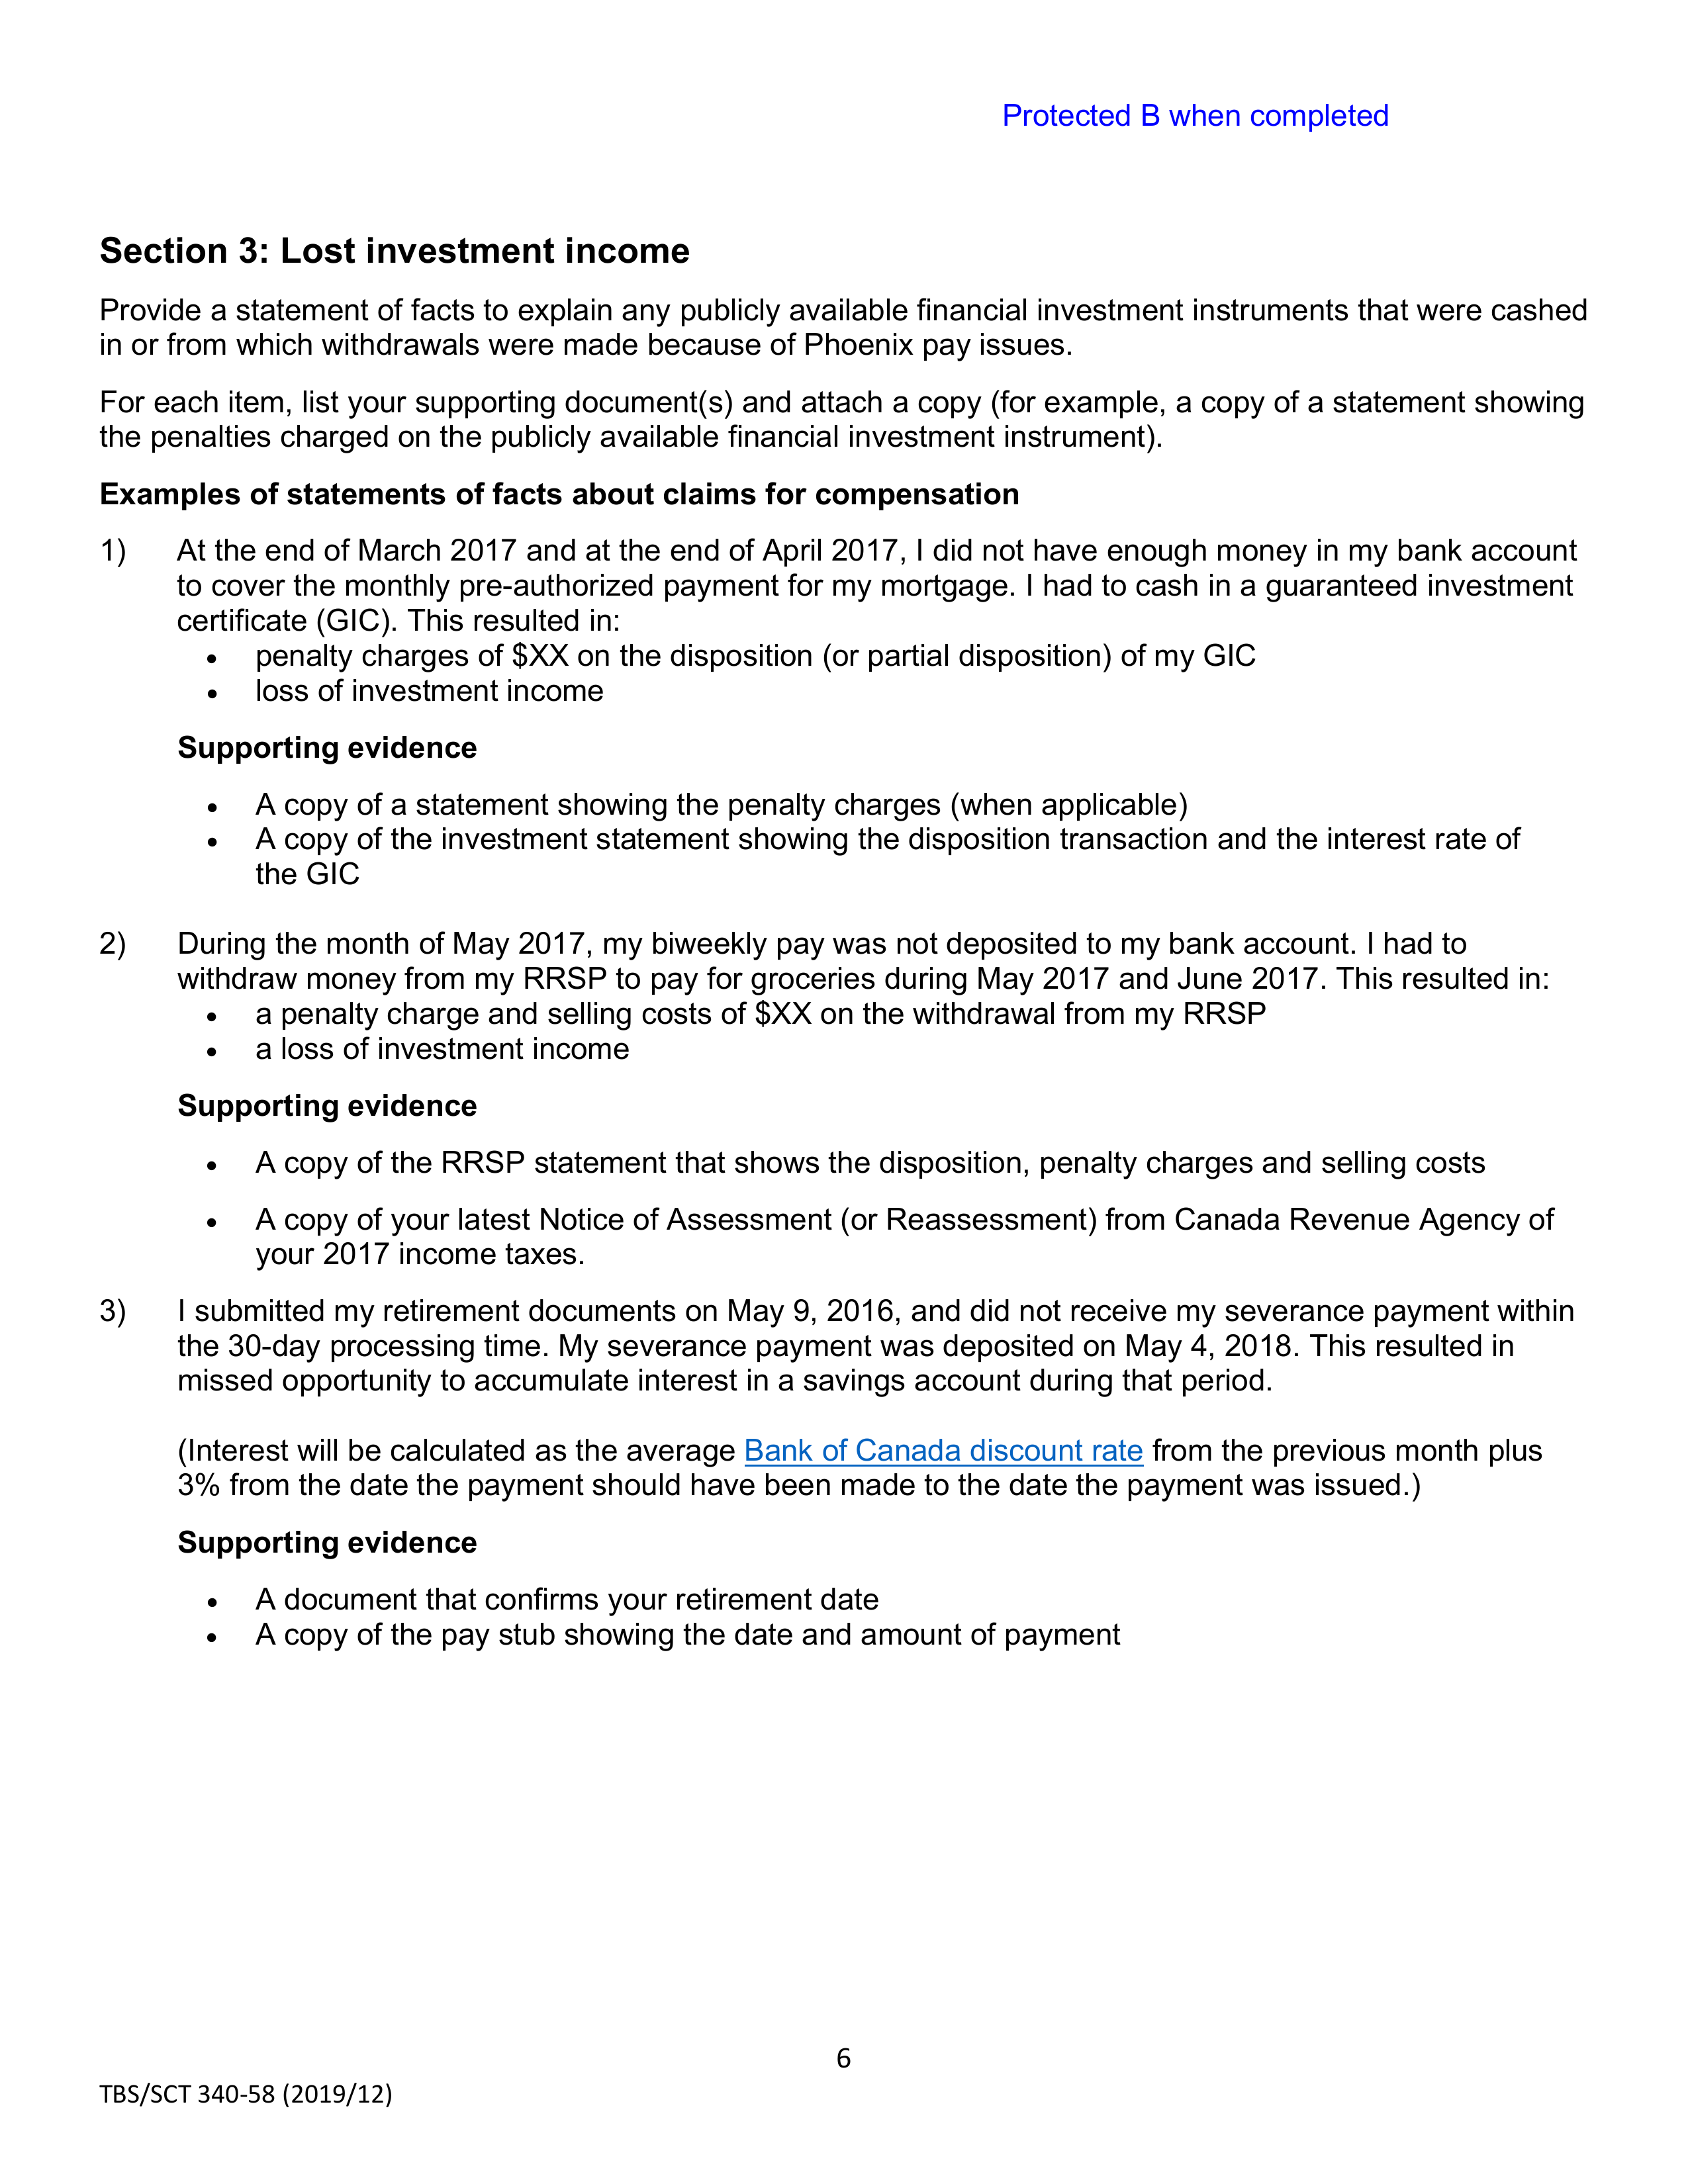 Protected B when completed
Section 3: Lost investment income
Provide a statement of facts to explain any publicly available financial investment instruments that were cashed
in or from which withdrawals were made because of Phoenix pay issues.
For each item, list your supporting document(s) and attach a copy (for example, a copy of a statement showing
the penalties charged on the publicly available financial investment instrument).
Examples of statements of facts about claims for compensation
1) At the end of March 2017 and at the end of April 2017, I did not have enough money in my bank account
to cover the monthly pre-authorized payment for my mortgage. I had to cash in a guaranteed investment
certificate (GIC). This resulted in:
• penalty charges of $XX on the disposition (or partial disposition) of my GIC
• loss of investment income
Supporting evidence
• A copy of a statement showing the penalty charges (when applicable)
• A copy of the investment statement showing the disposition transaction and the interest rate of
the GIC
2) During the month of May 2017, my biweekly pay was not deposited to my bank account. I had to
withdraw money from my RRSP to pay for groceries during May 2017 and June 2017. This resulted in:
• a penalty charge and selling costs of $XX on the withdrawal from my RRSP
• a loss of investment income
Supporting evidence
• A copy of the RRSP statement that shows the disposition, penalty charges and selling costs
• A copy of your latest Notice of Assessment (or Reassessment) from Canada Revenue Agency of
your 2017 income taxes.
3) I submitted my retirement documents on May 9, 2016, and did not receive my severance payment within
the 30-day processing time. My severance payment was deposited on May 4, 2018. This resulted in
missed opportunity to accumulate interest in a savings account during that period.
(Interest will be calculated as the average Bank of Canada discount rate from the previous month plus
3% from the date the payment should have been made to the date the payment was issued.)
Supporting evidence
• A document that confirms your retirement date
• A copy of the pay stub showing the date and amount of payment
6
TBS/SCT 340-58 (2019/12)